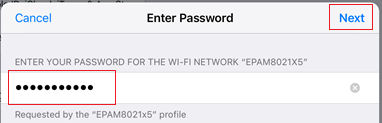 Cancel Enter Password Next
ENTER YOUR PASSWORD FOR THE WI-FI NETWORK “EPAM8021X5”
●●●●●●●●●●●
Requested by the “EPAM8021x5” profile